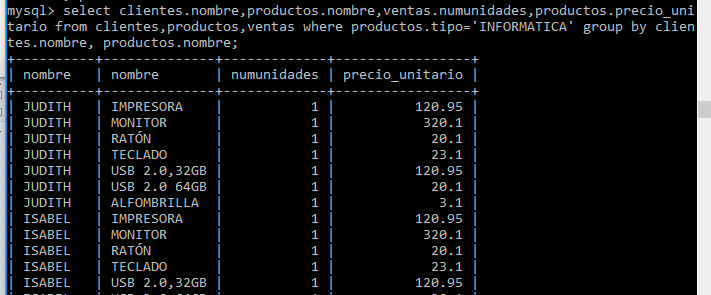 mysql> select clientes.nombre,productos.nombre,ventas.numunidades,productos.precio_uni
tario from clientes,productos,ventas where productos.tipo='INFORMATICA' group by clien
tes.nombre, productos.nombre;
+---------+--------------+-------------+-----------------+
| nombre | nombre | numunidades | precio_unitario |
+---------+--------------+-------------+-----------------+
| JUDITH | IMPRESORA | 1 | 120.95 |
| JUDITH | MONITOR | 1 | 320.1 |
| JUDITH | RATÓN | 1 | 20.1 |
| JUDITH | TECLADO | 1 | 23.1 |
| JUDITH | USB 2.0,32GB | 1 | 120.95 |
| JUDITH | USB 2.0 64GB | 1 | 20.1 |
| JUDITH | ALFOMBRILLA | 1 | 3.1 |
| ISABEL | IMPRESORA | 1 | 120.95 |
| ISABEL | MONITOR | 1 | 320.1 |
| ISABEL | RATÓN | 1 | 20.1 |
| ISABEL | TECLADO | 1 | 23.1 |
| ISABEL | USB 2.0,32GB | 1 | 120.95 |